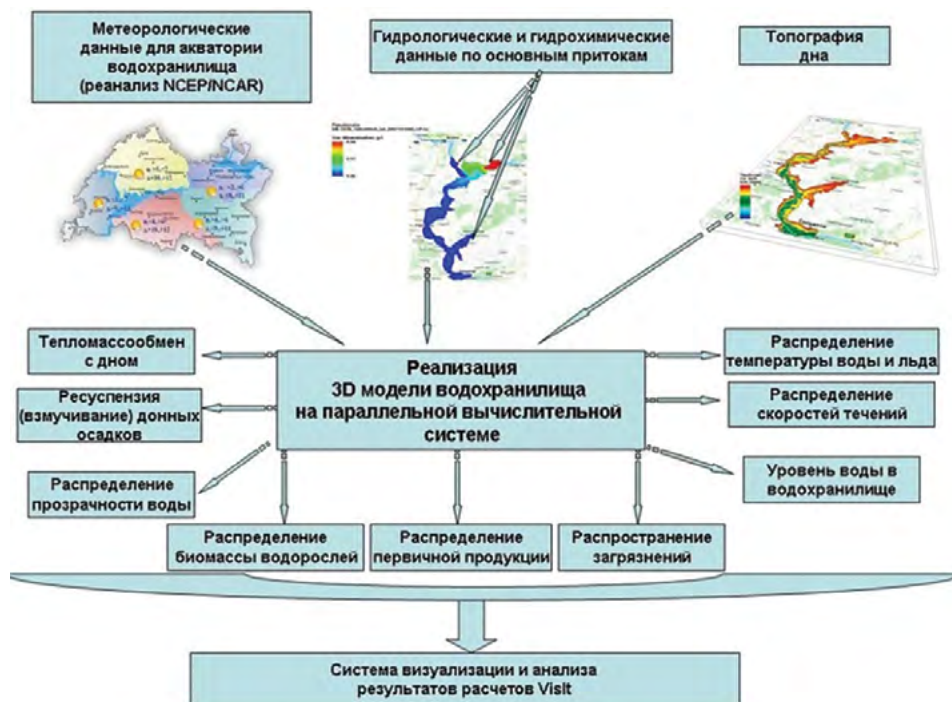 Метеорологические
данные для акватории
водохранилища
(реанализ NCEP/NCAR)
Гидрологические и гидрохимические
данные по основным притокам
Топография
дна
Тепломассообмен
с дном
Ресуспензия
(взмучивание) донных
осадков
Распределение
прозрачности воды
Реализация
3D модели водохранилища
на параллельной вычислительной
системе
Распределение
температуры воды и льда
Распределение
скоростей течений
Уровень воды в
водохранилище
Распределение
биомассы водорослей
Распределение
первичной продукции
Распространение
загрязнений
Система визуализации и анализа
результатов расчетов VisIt